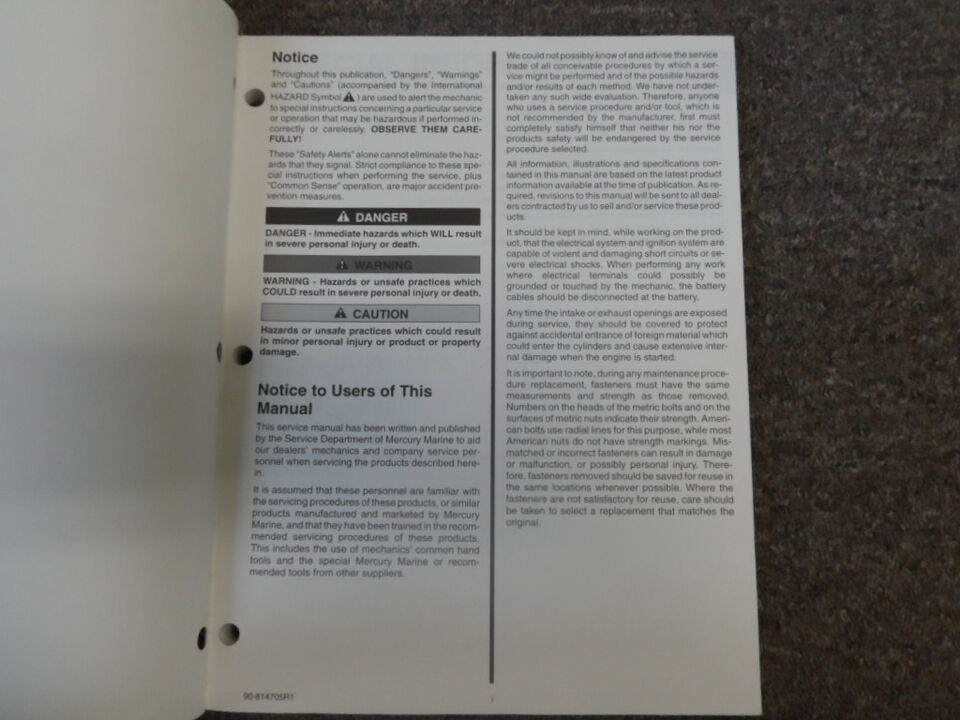 Notice
Throughout this publication, "Dangers", "Warnings"
and "Cautions" (accompanied by the International
HAZARD Symbol ) are used to alert the mechanic
to special instructions concerning a particular service
or operation that may be hazardous if performed in-
correctly or carelessly. OBSERVE THEM CARE-
FULLY!
These "Safety Alerts" alone cannot eliminate the haz-
ards that they signal. Strict compliance to these spe-
cial instructions when performing the service, plus
"Common Sense" operation, are major accident pre-
vention measures.
DANGER
DANGER - Immediate hazards which WILL result
in severe personal injury or death.
WARNING
WARNING - Hazards or unsafe practices which
COULD result in severe personal injury or death.
CAUTION
Hazards or unsafe practices which could result
in minor personal injury or product or property
damage.
Notice to Users of This
Manual
This service manual has been written and published
by the Service Department of Mercury Marine to aid
our dealers' mechanics and company service per-
sonnel when servicing the products described here-
in.
It is assumed that these personnel are familiar with
the servicing procedures of these products, or similar
products manufactured and marketed by Mercury
Marine, and that they have been trained in the recom-
mended servicing procedures of these products.
This includes the use of mechanics' common hand
tools and the special Mercury Marine or recom-
mended tools from other suppliers.
We could not possibly know of and advise the service
trade of all conceivable procedures by which a ser-
vice might be performed and of the possible hazards
and/or results of each method. We have not under-
taken any such wide evaluation. Therefore, anyone
who uses a service procedure and/or tool, which is
not recommended by the manufacturer, first must
completely satisfy himself that neither his nor the
products safety will be endangered by the service
procedure selected.
All information, illustrations and specifications con-
tained in this manual are based on the latest product
information available at the time of publication. As re-
quired, revisions to this manual will be sent to all deal-
ers contracted by us to sell and/or service these prod-
ucts.
It should be kept in mind, while working on the prod-
uct, that the electrical system and ignition system are
capable of violent and damaging short circuits or se-
vere electrical shocks. When performing any work
where electrical terminals could possibly be
grounded or touched by the mechanic, the battery
cables should be disconnected at the battery.
Any time the intake or exhaust openings are exposed
during service, they should be covered to protect
against accidental entrance of foreign material which
could enter the cylinders and cause extensive inter-
nal damage when the engine is started.
It is important to note, during any maintenance proce-
dure replacement, fasteners must have the same
measurements and strength as those removed.
Numbers on the heads of the metric bolts and on the
surfaces of metric nuts indicate their strength. Ameri-
can bolts use radial lines for this purpose, while most
American nuts do not have strength markings. Mis-
matched or incorrect fasteners can result in damage
or malfunction, or possibly personal injury. There-
fore, fasteners removed should be saved for reuse in
the same locations whenever possible. Where the
fasteners are not satisfactory for reuse, care should
be taken to select a replacement that matches the
original.
90-814705R1